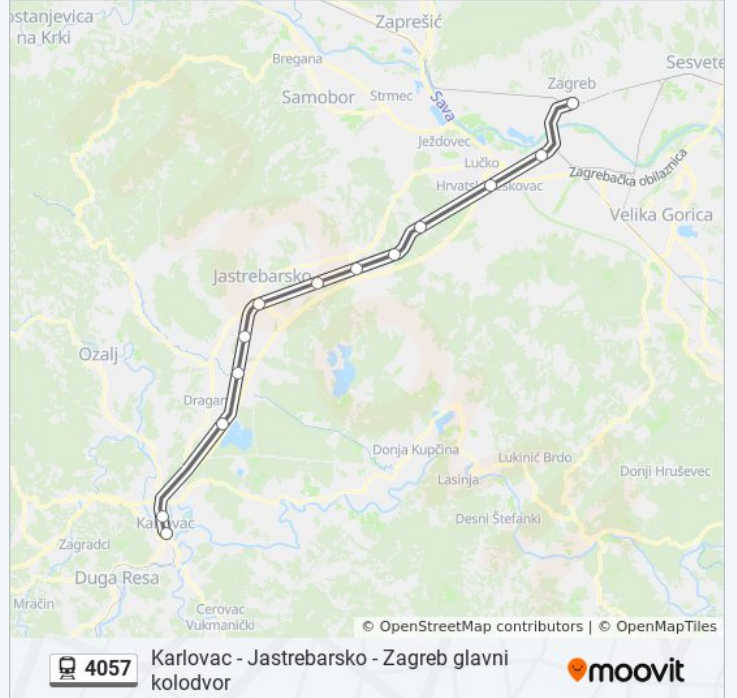 ostanjevica
na Krki
Zaprešić
Bregana
Sesvete
Samobor
Strmec
Zagreb
Sava
Ježdovec
Lučko
Zagrebačka obilaznica
Velika Gorica
Jastrebarsko
Ozalj
Dragan
Donja Kupčina
Lukinić Brdo
Lasinja
Donji Hruševec
Karlovac
Desni Štefanki
Zagradci
Duga Resa
Mračin
Cerovac
Vukmanički
© OpenStreetMap contributors | © OpenMapTiles
4057
Karlovac - Jastrebarsko - Zagreb glavni
kolodvor
moovit